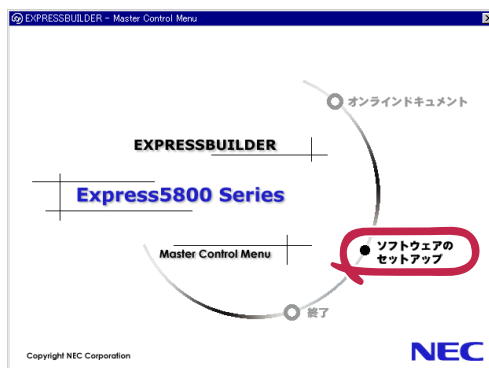 EXPRESSBUILDER - Master Control Menu
オンラインドキュメント
EXPRESSBUILDER
Express5800 Series
ソフトウェアの
セットアップ
Master Control Menu
終了
Copyright NEC Corporation
NEC